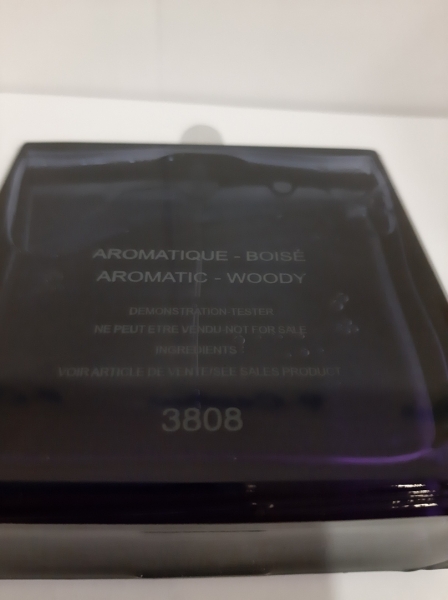 AROMATIQUE - BOISÉ
AROMATIC - WOODY
DEMONSTRATION-TESTER
NE PEUT ETRE VENDU-NOT FOR SALE
INGREDIENTS :
VOIR ARTICLE DE VENTE/SEE SALES PRODUCT
3808